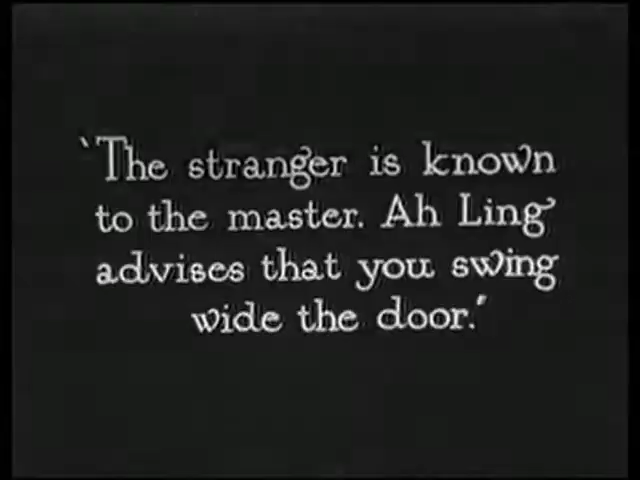 ‘The stranger is known
to the master. Ah Ling
advises that you swing
wide the door."